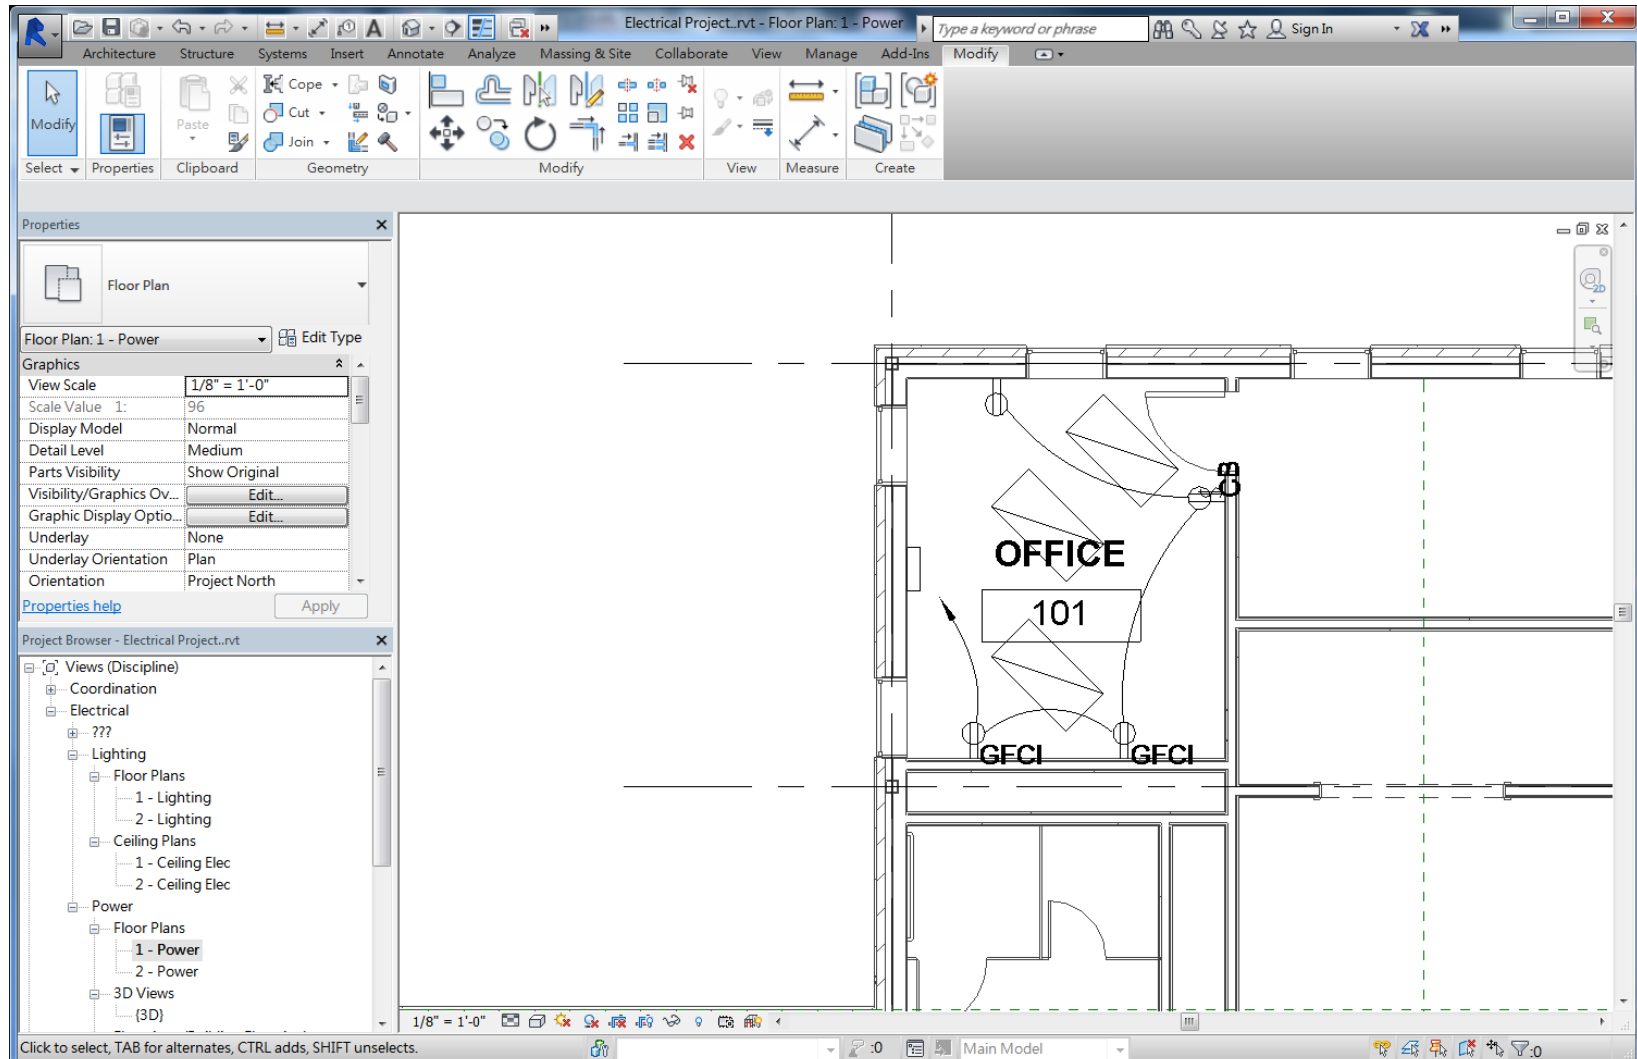 Electrical Project..rvt - Floor Plan: 1 - Power
Type a keyword or phrase
Sign In
Architecture Structure Systems Insert Annotate Analyze Massing & Site Collaborate View Manage Add-Ins Modify
Modify
Paste
Cope
Cut
Join
Select Properties Clipboard Geometry Modify View Measure Create
Properties
Floor Plan
Floor Plan: 1 - Power Edit Type
Graphics
View Scale 1/8" = 1'-0"
Scale Value 1: 96
Display Model Normal
Detail Level Medium
Parts Visibility Show Original
Visibility/Graphics Ov... Edit...
Graphic Display Optio... Edit...
Underlay None
Underlay Orientation Plan
Orientation Project North
Properties help Apply
Project Browser - Electrical Project..rvt
Views (Discipline)
Coordination
Electrical
???
Lighting
Floor Plans
1 - Lighting
2 - Lighting
Ceiling Plans
1 - Ceiling Elec
2 - Ceiling Elec
Power
Floor Plans
1 - Power
2 - Power
3D Views
{3D}
2D
OFFICE
101
GFCI GFCI
1/8" = 1'-0"
Click to select, TAB for alternates, CTRL adds, SHIFT unselects.
:0
Main Model
:0